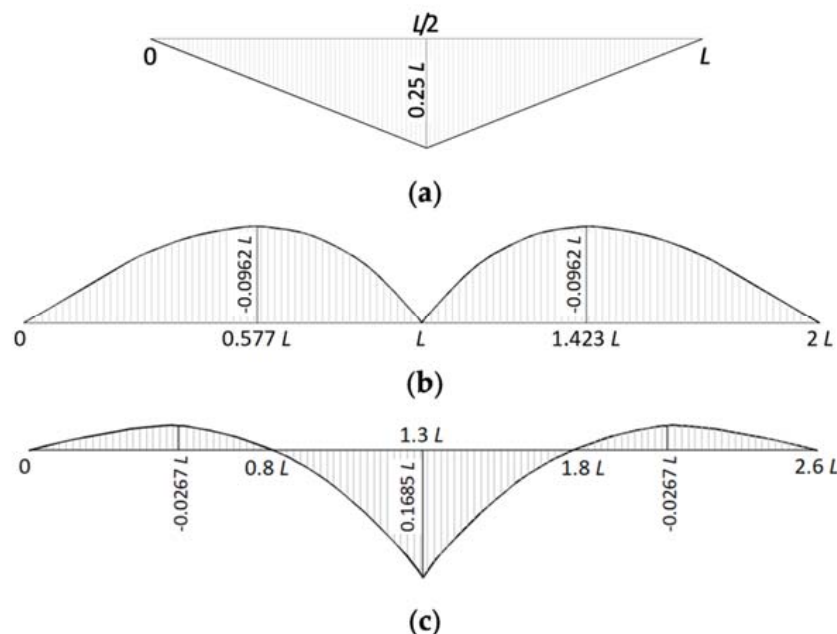 L/2
0
L
0.25 L
(a)
-0.0962 L
-0.0962 L
0
0.577 L
L
1.423 L
2 L
(b)
1.3 L
0
0.8 L
1.8 L
2.6 L
-0.0267 L
0.1685 L
-0.0267 L
(c)